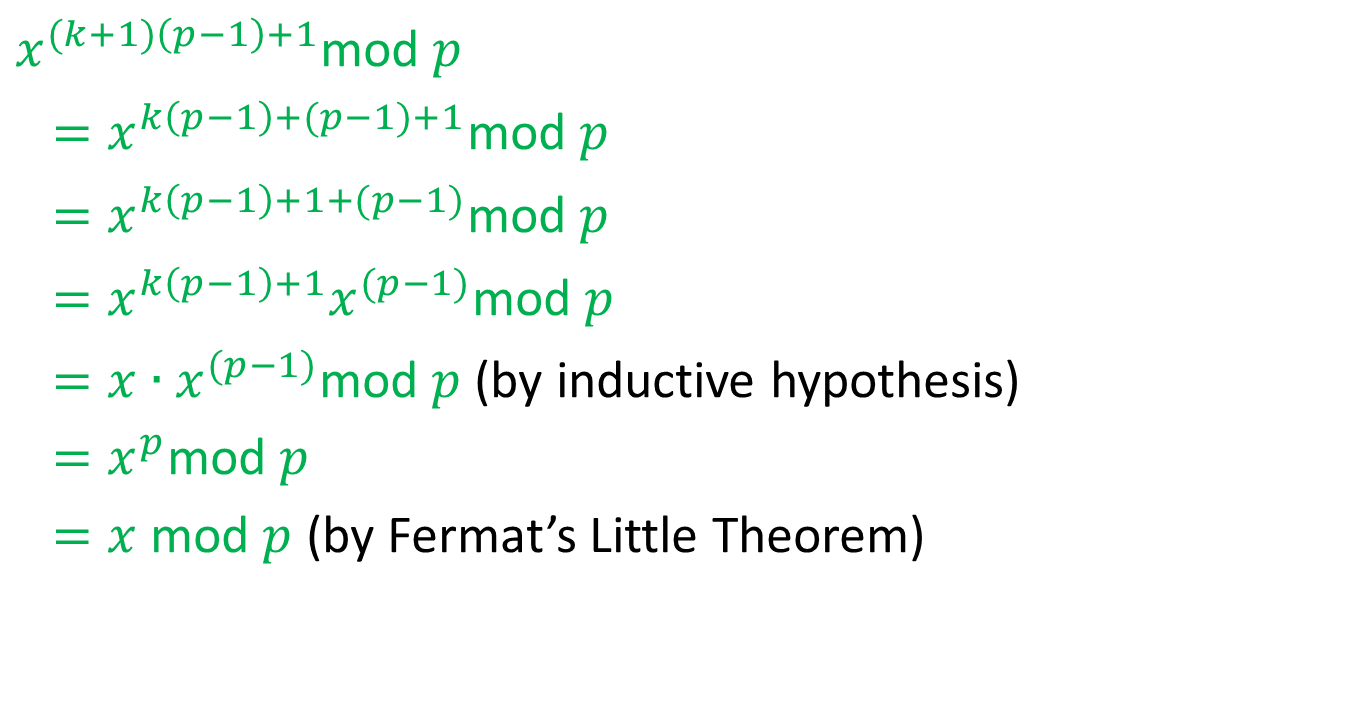 x^{(k+1)(p−1)+1} mod p
= x^{k(p−1)+(p−1)+1} mod p
= x^{k(p−1)+1+(p−1)} mod p
= x^{k(p−1)+1} x^{(p−1)} mod p
= x · x^{(p−1)} mod p (by inductive hypothesis)
= x^p mod p
= x mod p (by Fermat’s Little Theorem)